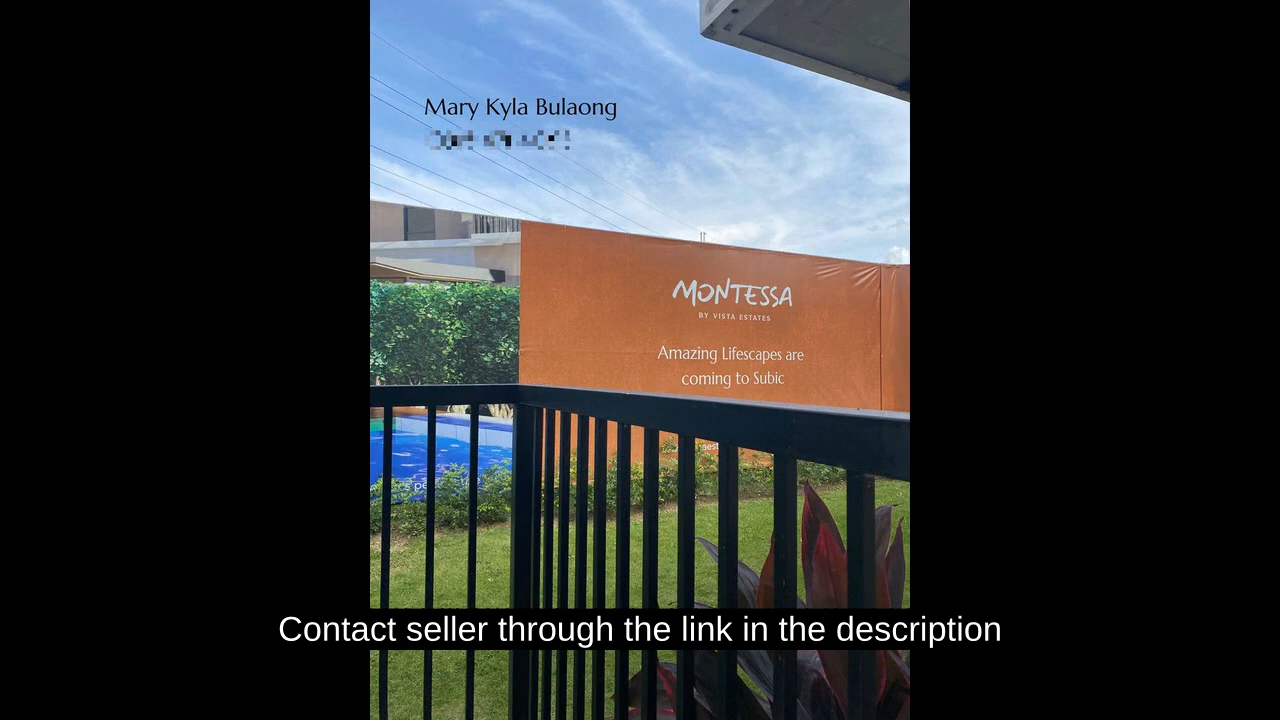 Mary Kyla Bulaong
MONTESSA
BY VISTA ESTATES
Amazing Lifescapes are
coming to Subic
Contact seller through the link in the description